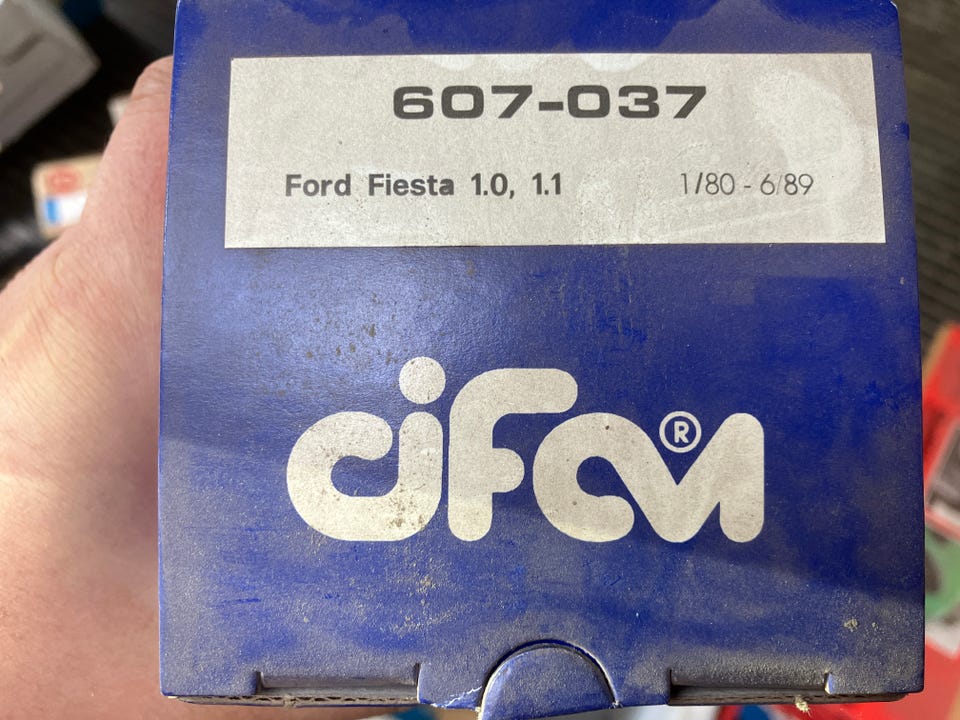 607-037
Ford Fiesta 1.0, 1.1 1/80 - 6/89
cifam®